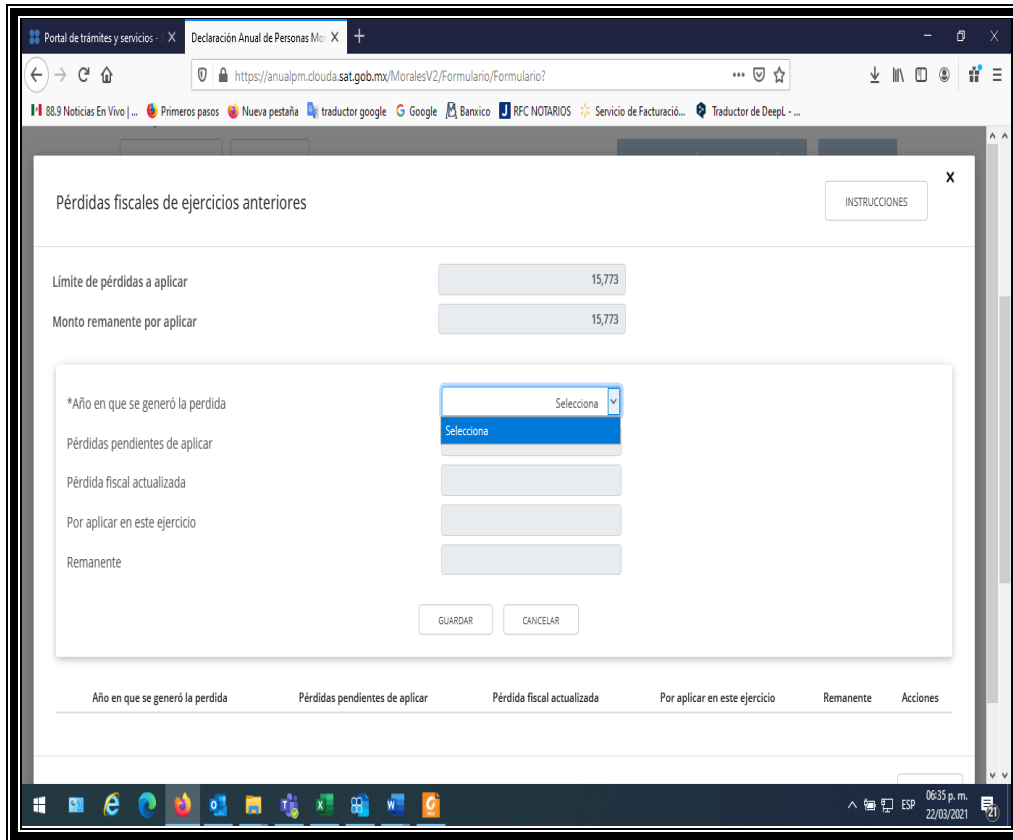 Portal de trámites y servicios - S X
Declaración Anual de Personas Mor X
https://anualpm.clouda.sat.gob.mx/MoralesV2/Formulario/Formulario?
88.9 Noticias En Vivo | ...
Primeros pasos
Nueva pestaña
traductor google
Google
Banxico
RFC NOTARIOS
Servicio de Facturació...
Traductor de DeepL - ...
Pérdidas fiscales de ejercicios anteriores
INSTRUCCIONES
X
Límite de pérdidas a aplicar
15,773
Monto remanente por aplicar
15,773
*Año en que se generó la perdida
Selecciona
Selecciona
Pérdidas pendientes de aplicar
Pérdida fiscal actualizada
Por aplicar en este ejercicio
Remanente
GUARDAR
CANCELAR
Año en que se generó la perdida
Pérdidas pendientes de aplicar
Pérdida fiscal actualizada
Por aplicar en este ejercicio
Remanente
Acciones
ESP
06:35 p. m.
22/03/2021
21